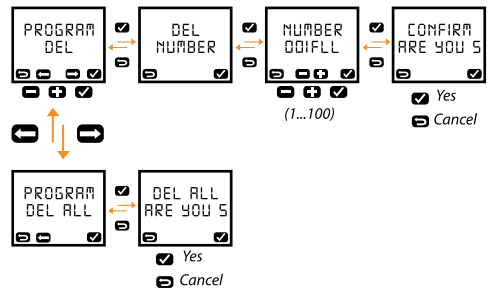 PROGRAM
DEL
DEL
NUMBER
NUMBER
001FLL
CONFIRM
ARE YOU S
(1...100)
Yes
Cancel
PROGRAM
DEL ALL
DEL ALL
ARE YOU S
Yes
Cancel